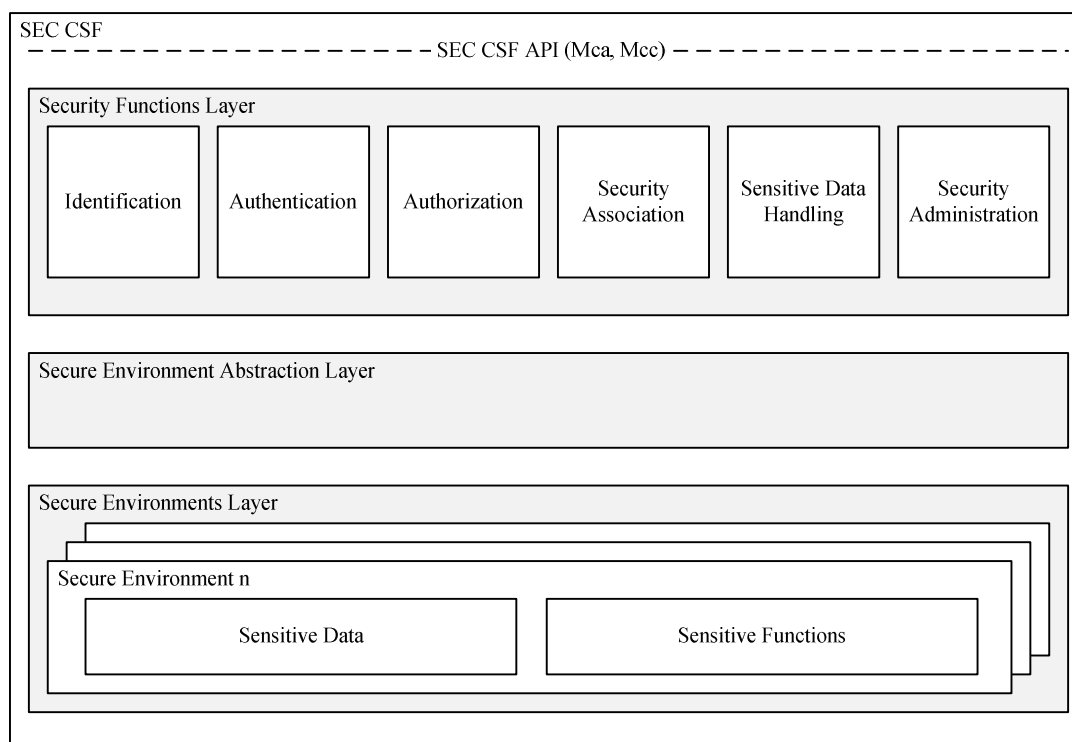 SEC CSF
SEC CSF API (Mca, Mcc)
Security Functions Layer
Identification
Authentication
Authorization
Security
Association
Sensitive Data
Handling
Security
Administration
Secure Environment Abstraction Layer
Secure Environments Layer
Secure Environment n
Sensitive Data
Sensitive Functions